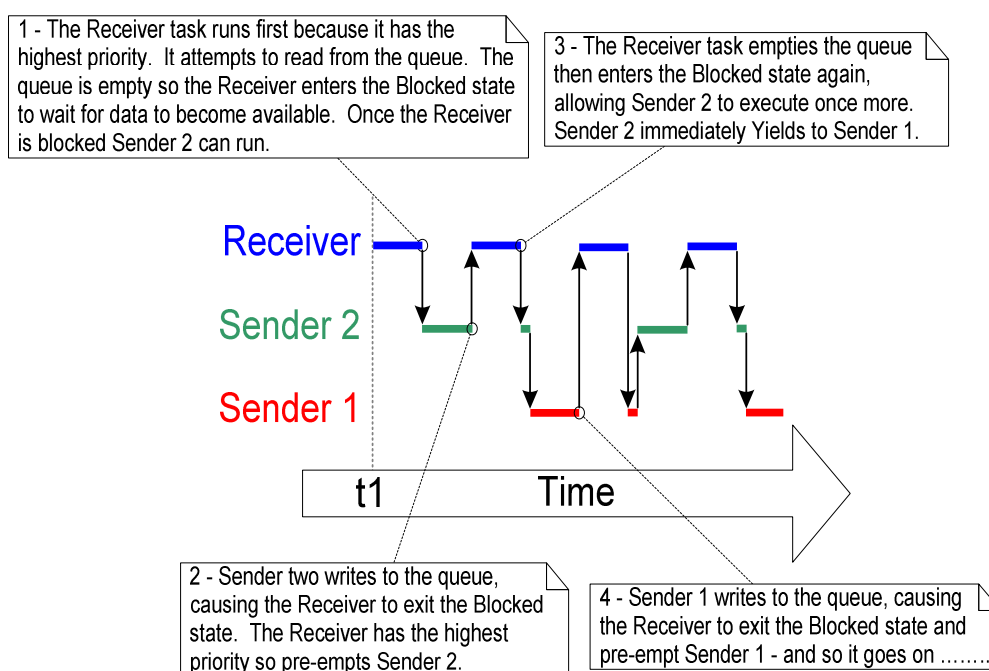 1 - The Receiver task runs first because it has the
highest priority. It attempts to read from the queue. The
queue is empty so the Receiver enters the Blocked state
to wait for data to become available. Once the Receiver
is blocked Sender 2 can run.
3 - The Receiver task empties the queue
then enters the Blocked state again,
allowing Sender 2 to execute once more.
Sender 2 immediately Yields to Sender 1.
Receiver
Sender 2
Sender 1
t1
Time
2 - Sender two writes to the queue,
causing the Receiver to exit the Blocked
state. The Receiver has the highest
priority so pre-empts Sender 2.
4 - Sender 1 writes to the queue, causing
the Receiver to exit the Blocked state and
pre-empt Sender 1 - and so it goes on ........